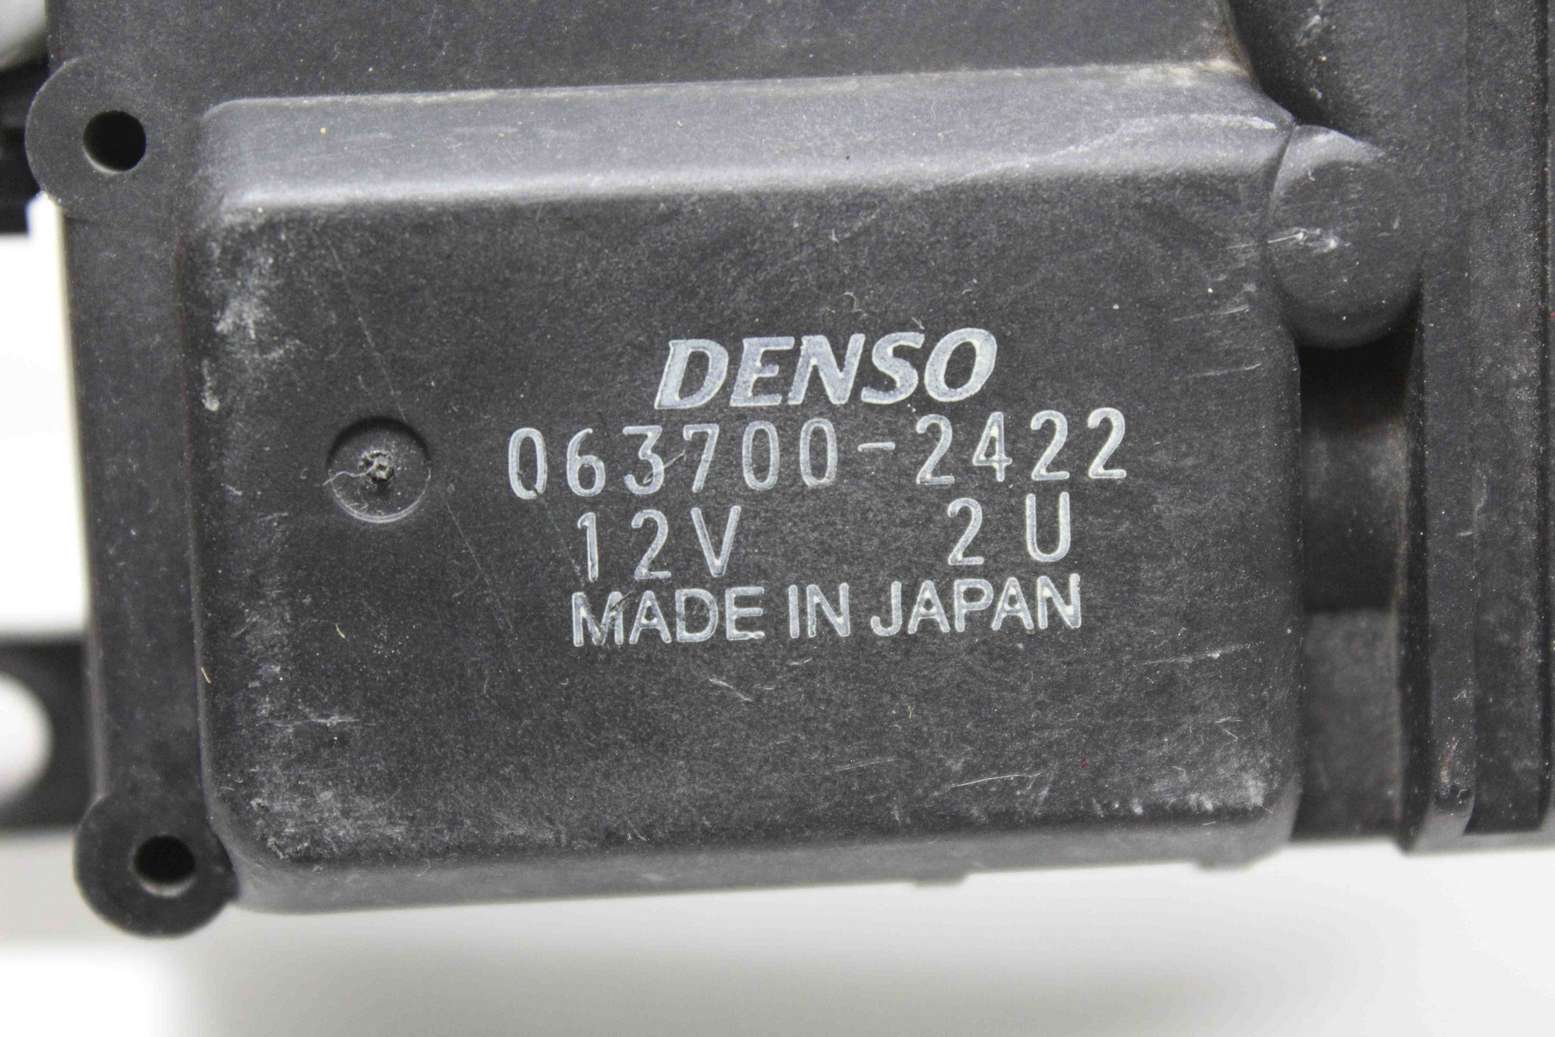 DENSO
063700-2422
12V 2U
MADE IN JAPAN